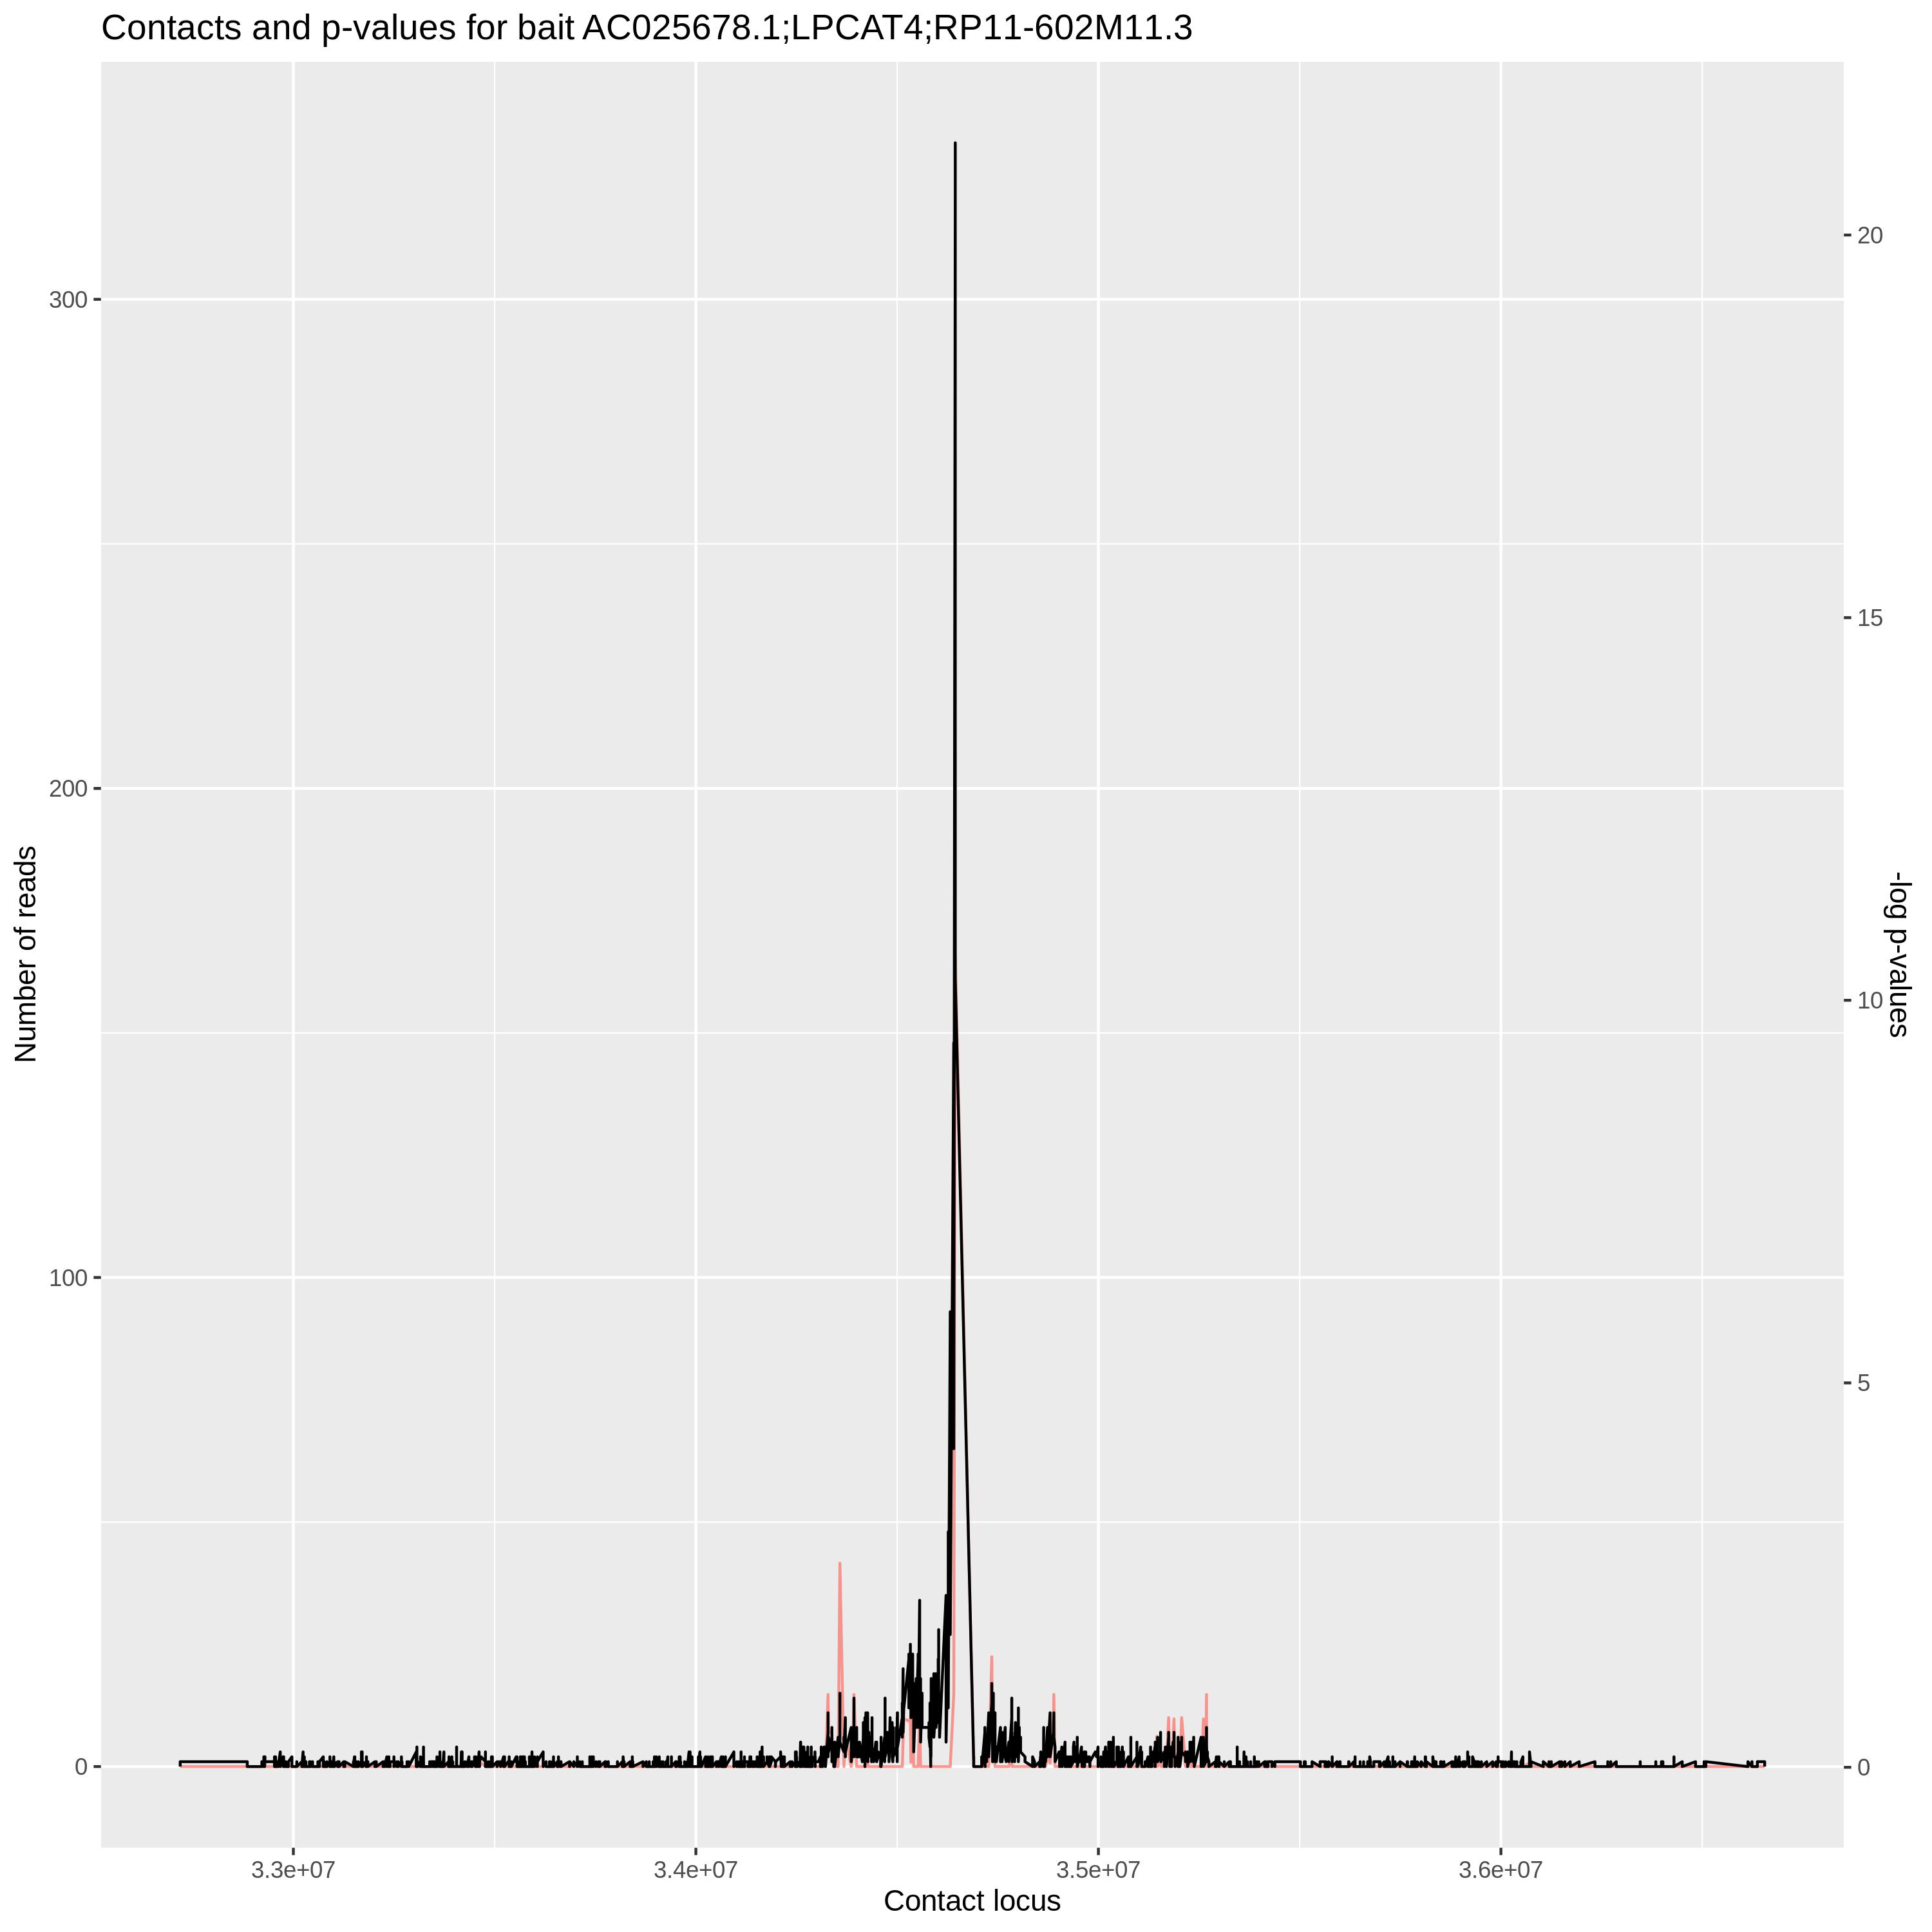 Contacts and p-values for bait AC025678.1;LPCAT4;RP11-602M11.3
300
200
100
0
Number of reads
20
15
10
5
0
-log p-values
3.3e+07
3.4e+07
3.5e+07
3.6e+07
Contact locus